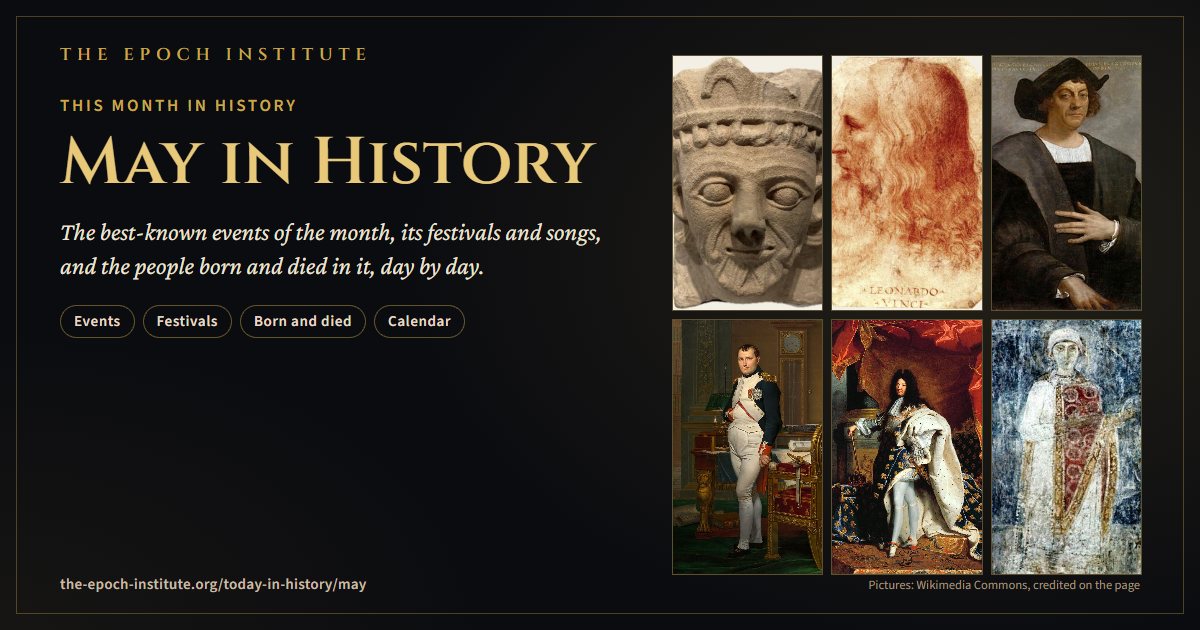 THE EPOCH INSTITUTE
THIS MONTH IN HISTORY
MAY IN HISTORY
The best-known events of the month, its festivals and songs,
and the people born and died in it, day by day.
Events
Festivals
Born and died
Calendar
LEONARDO
VINCI
the-epoch-institute.org/today-in-history/may
Pictures: Wikimedia Commons, credited on the page